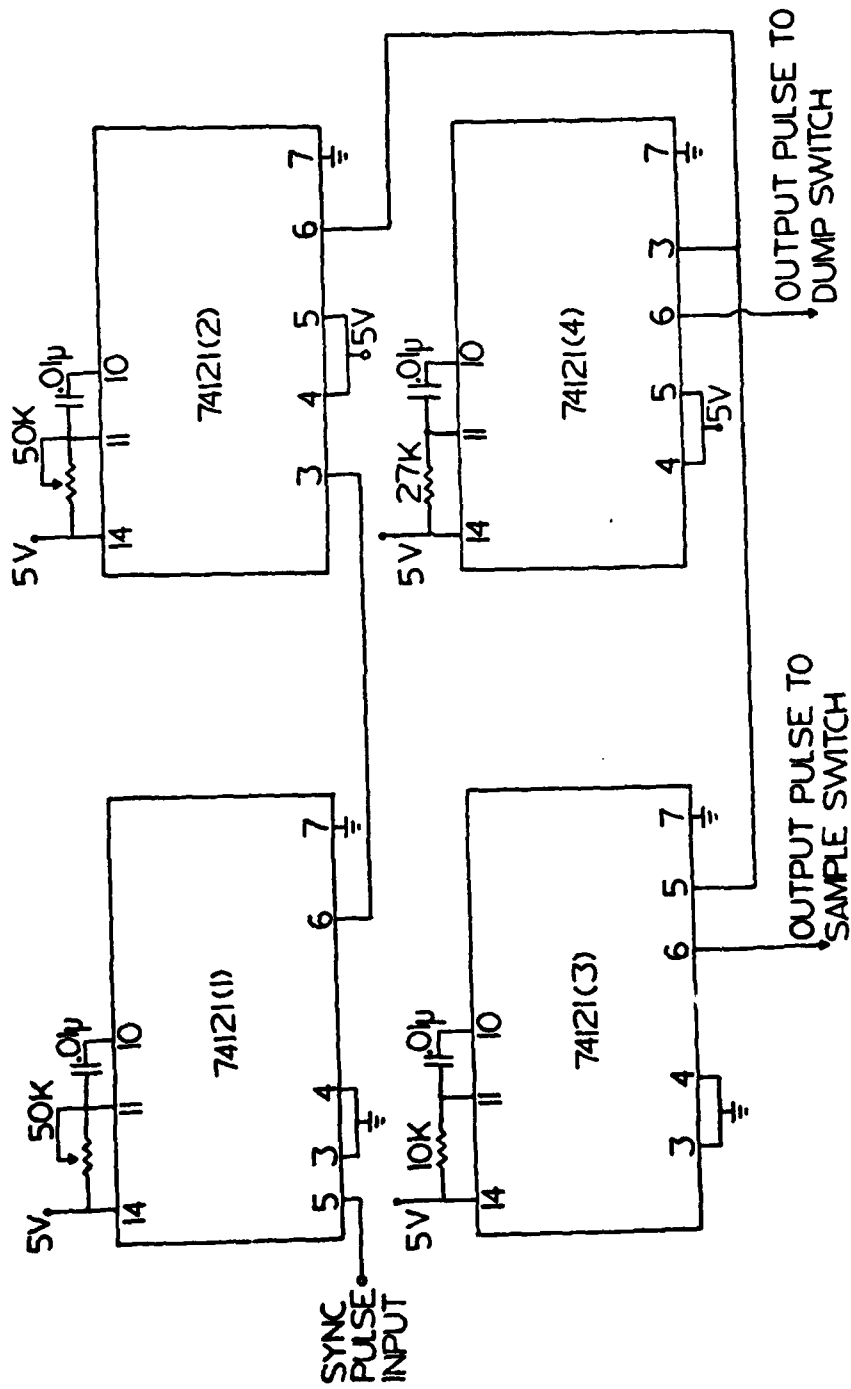 50K
.01µ
5V
14
11
10
74121(1)
5
3
4
6
7
SYNC
PULSE
INPUT
50K
.01µ
5V
14
11
10
74121(2)
3
4
5
6
7
5V
10K
.01µ
5V
14
11
10
74121(3)
3
4
6
5
7
OUTPUT PULSE TO
SAMPLE SWITCH
27K
.01µ
5V
14
11
10
74121(4)
4
5
6
3
7
5V
OUTPUT PULSE TO
DUMP SWITCH